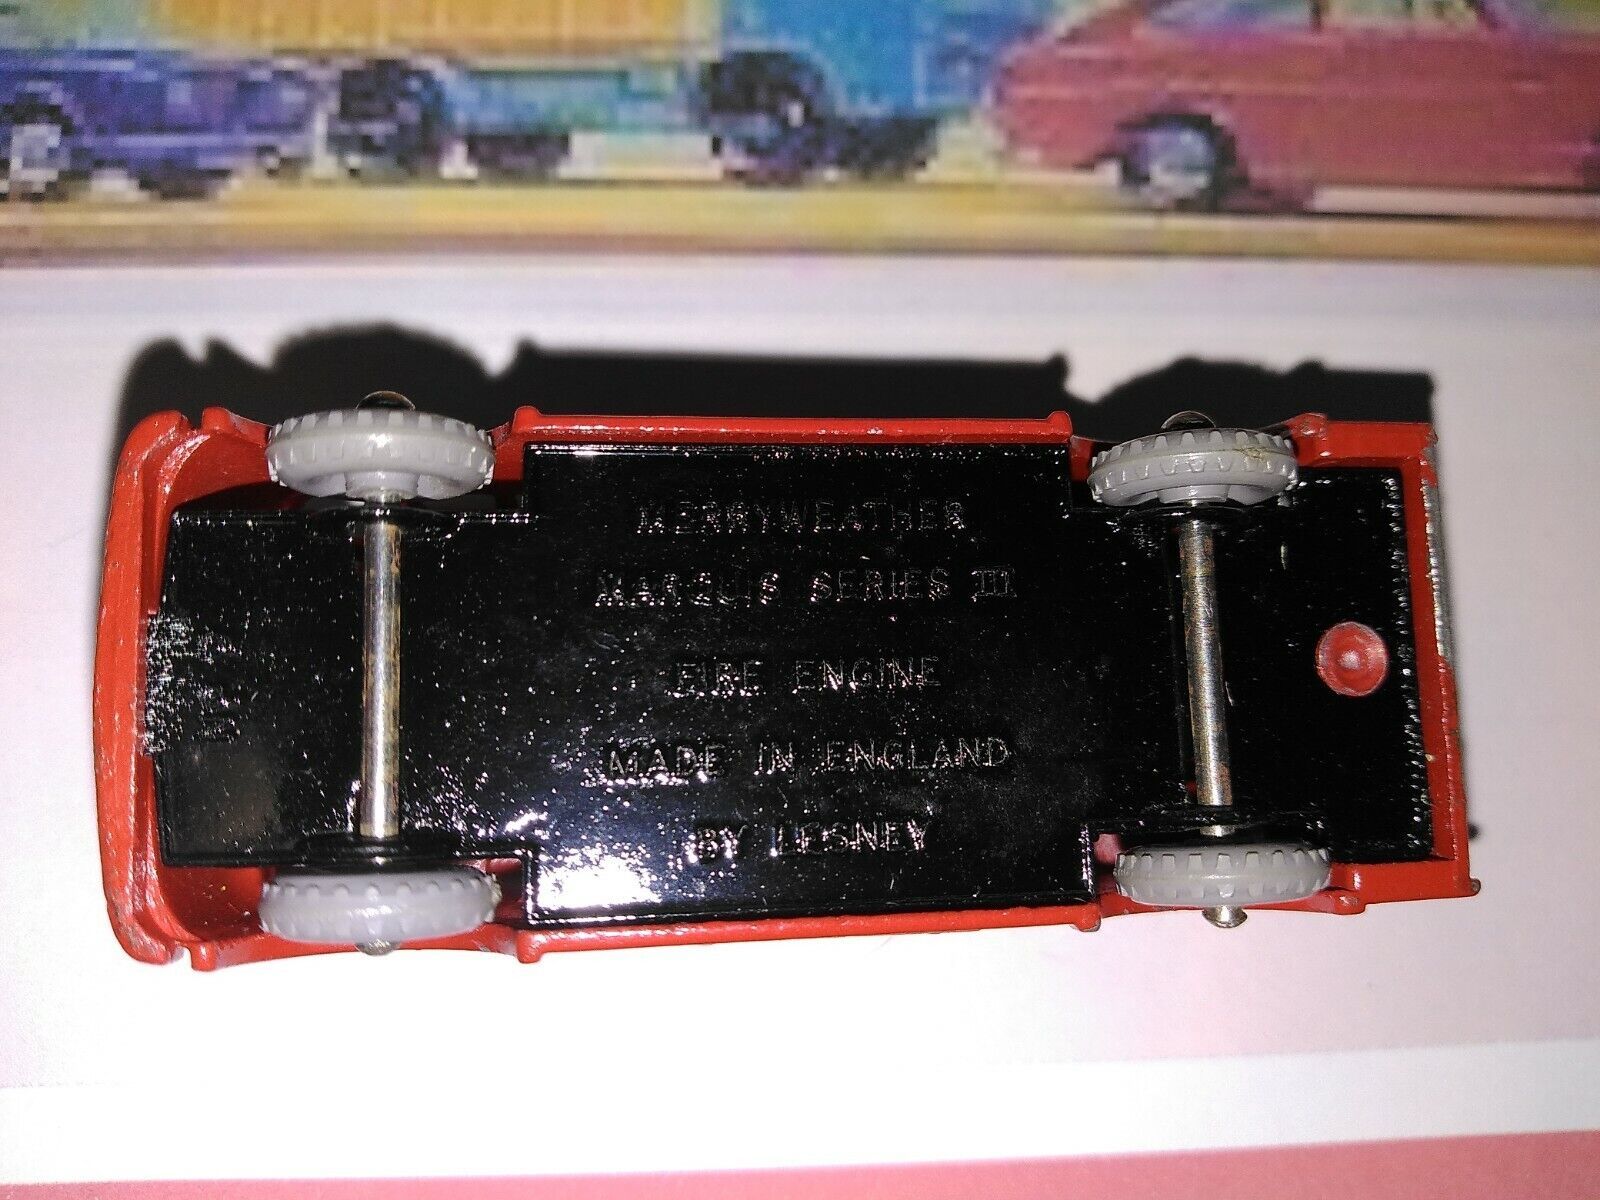 MERRYWEATHER
MARQUIS SERIES III
FIRE ENGINE
MADE IN ENGLAND
BY LESNEY